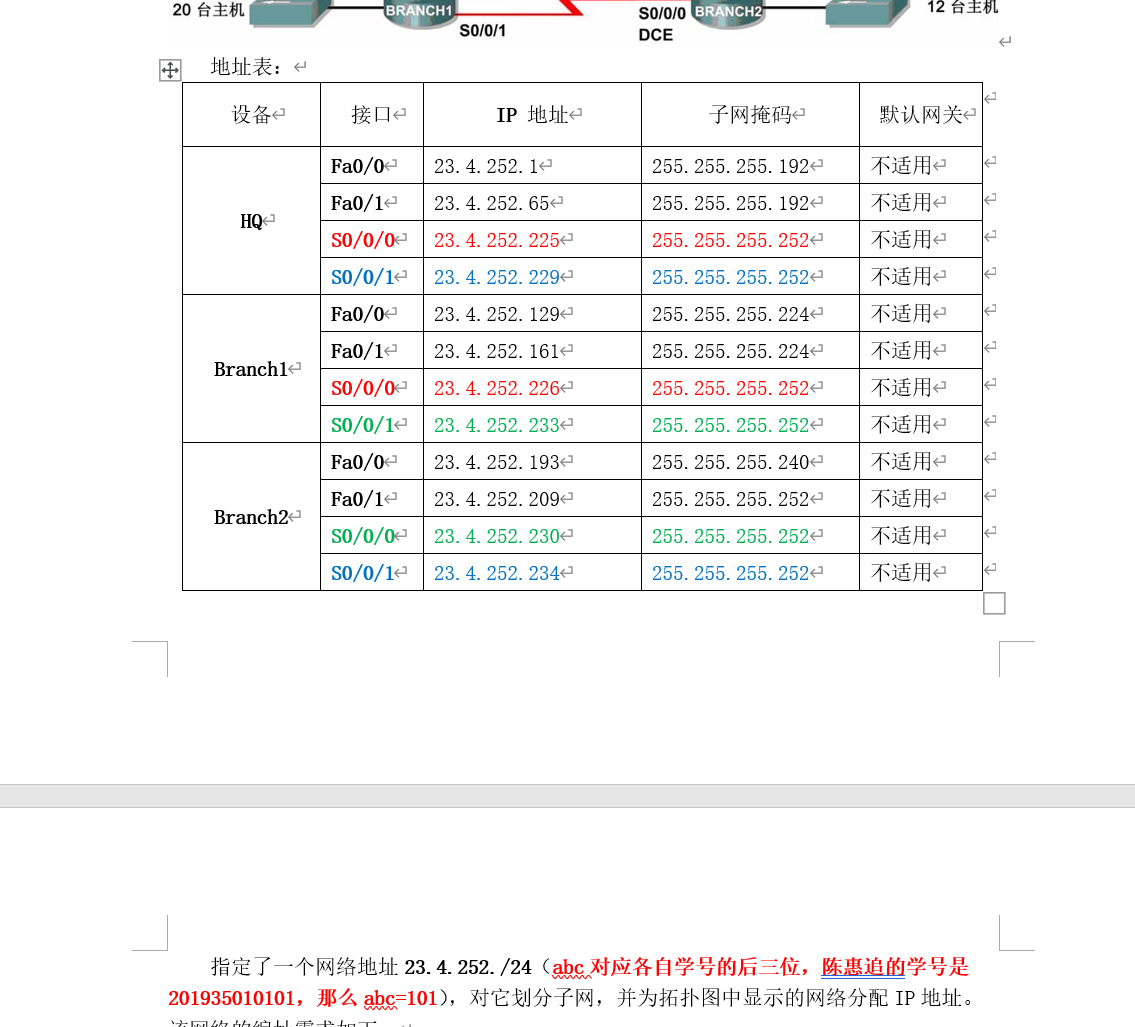 20 台主机 BRANCH1 S0/0/0 BRANCH2 12 台主机
S0/0/1 DCE
地址表：
设备 接口 IP 地址 子网掩码 默认网关
HQ Fa0/0 23.4.252.1 255.255.255.192 不适用
Fa0/1 23.4.252.65 255.255.255.192 不适用
S0/0/0 23.4.252.225 255.255.255.252 不适用
S0/0/1 23.4.252.229 255.255.255.252 不适用
Branch1 Fa0/0 23.4.252.129 255.255.255.224 不适用
Fa0/1 23.4.252.161 255.255.255.224 不适用
S0/0/0 23.4.252.226 255.255.255.252 不适用
S0/0/1 23.4.252.233 255.255.255.252 不适用
Branch2 Fa0/0 23.4.252.193 255.255.255.240 不适用
Fa0/1 23.4.252.209 255.255.255.252 不适用
S0/0/0 23.4.252.230 255.255.255.252 不适用
S0/0/1 23.4.252.234 255.255.255.252 不适用
指定了一个网络地址 23.4.252./24（abc 对应各自学号的后三位，陈惠追的学号是
201935010101，那么 abc=101），对它划分子网，并为拓扑图中显示的网络分配 IP 地址。